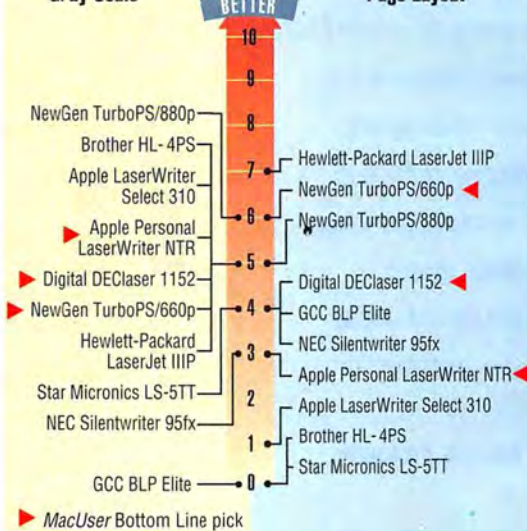 Gray Scale
Page Layout
BETTER
10
9
8
7
6
5
4
3
2
1
0
NewGen TurboPS/880p
Brother HL-4PS
Apple LaserWriter
Select 310
Apple Personal
LaserWriter NTR
Digital DEClaser 1152
NewGen TurboPS/660p
Hewlett-Packard
LaserJet IIIP
Star Micronics LS-5TT
NEC Silentwriter 95fx
GCC BLP Elite
Hewlett-Packard LaserJet IIIP
NewGen TurboPS/660p
NewGen TurboPS/880p
Digital DEClaser 1152
GCC BLP Elite
NEC Silentwriter 95fx
Apple Personal LaserWriter NTR
Apple LaserWriter Select 310
Brother HL-4PS
Star Micronics LS-5TT
MacUser Bottom Line pick